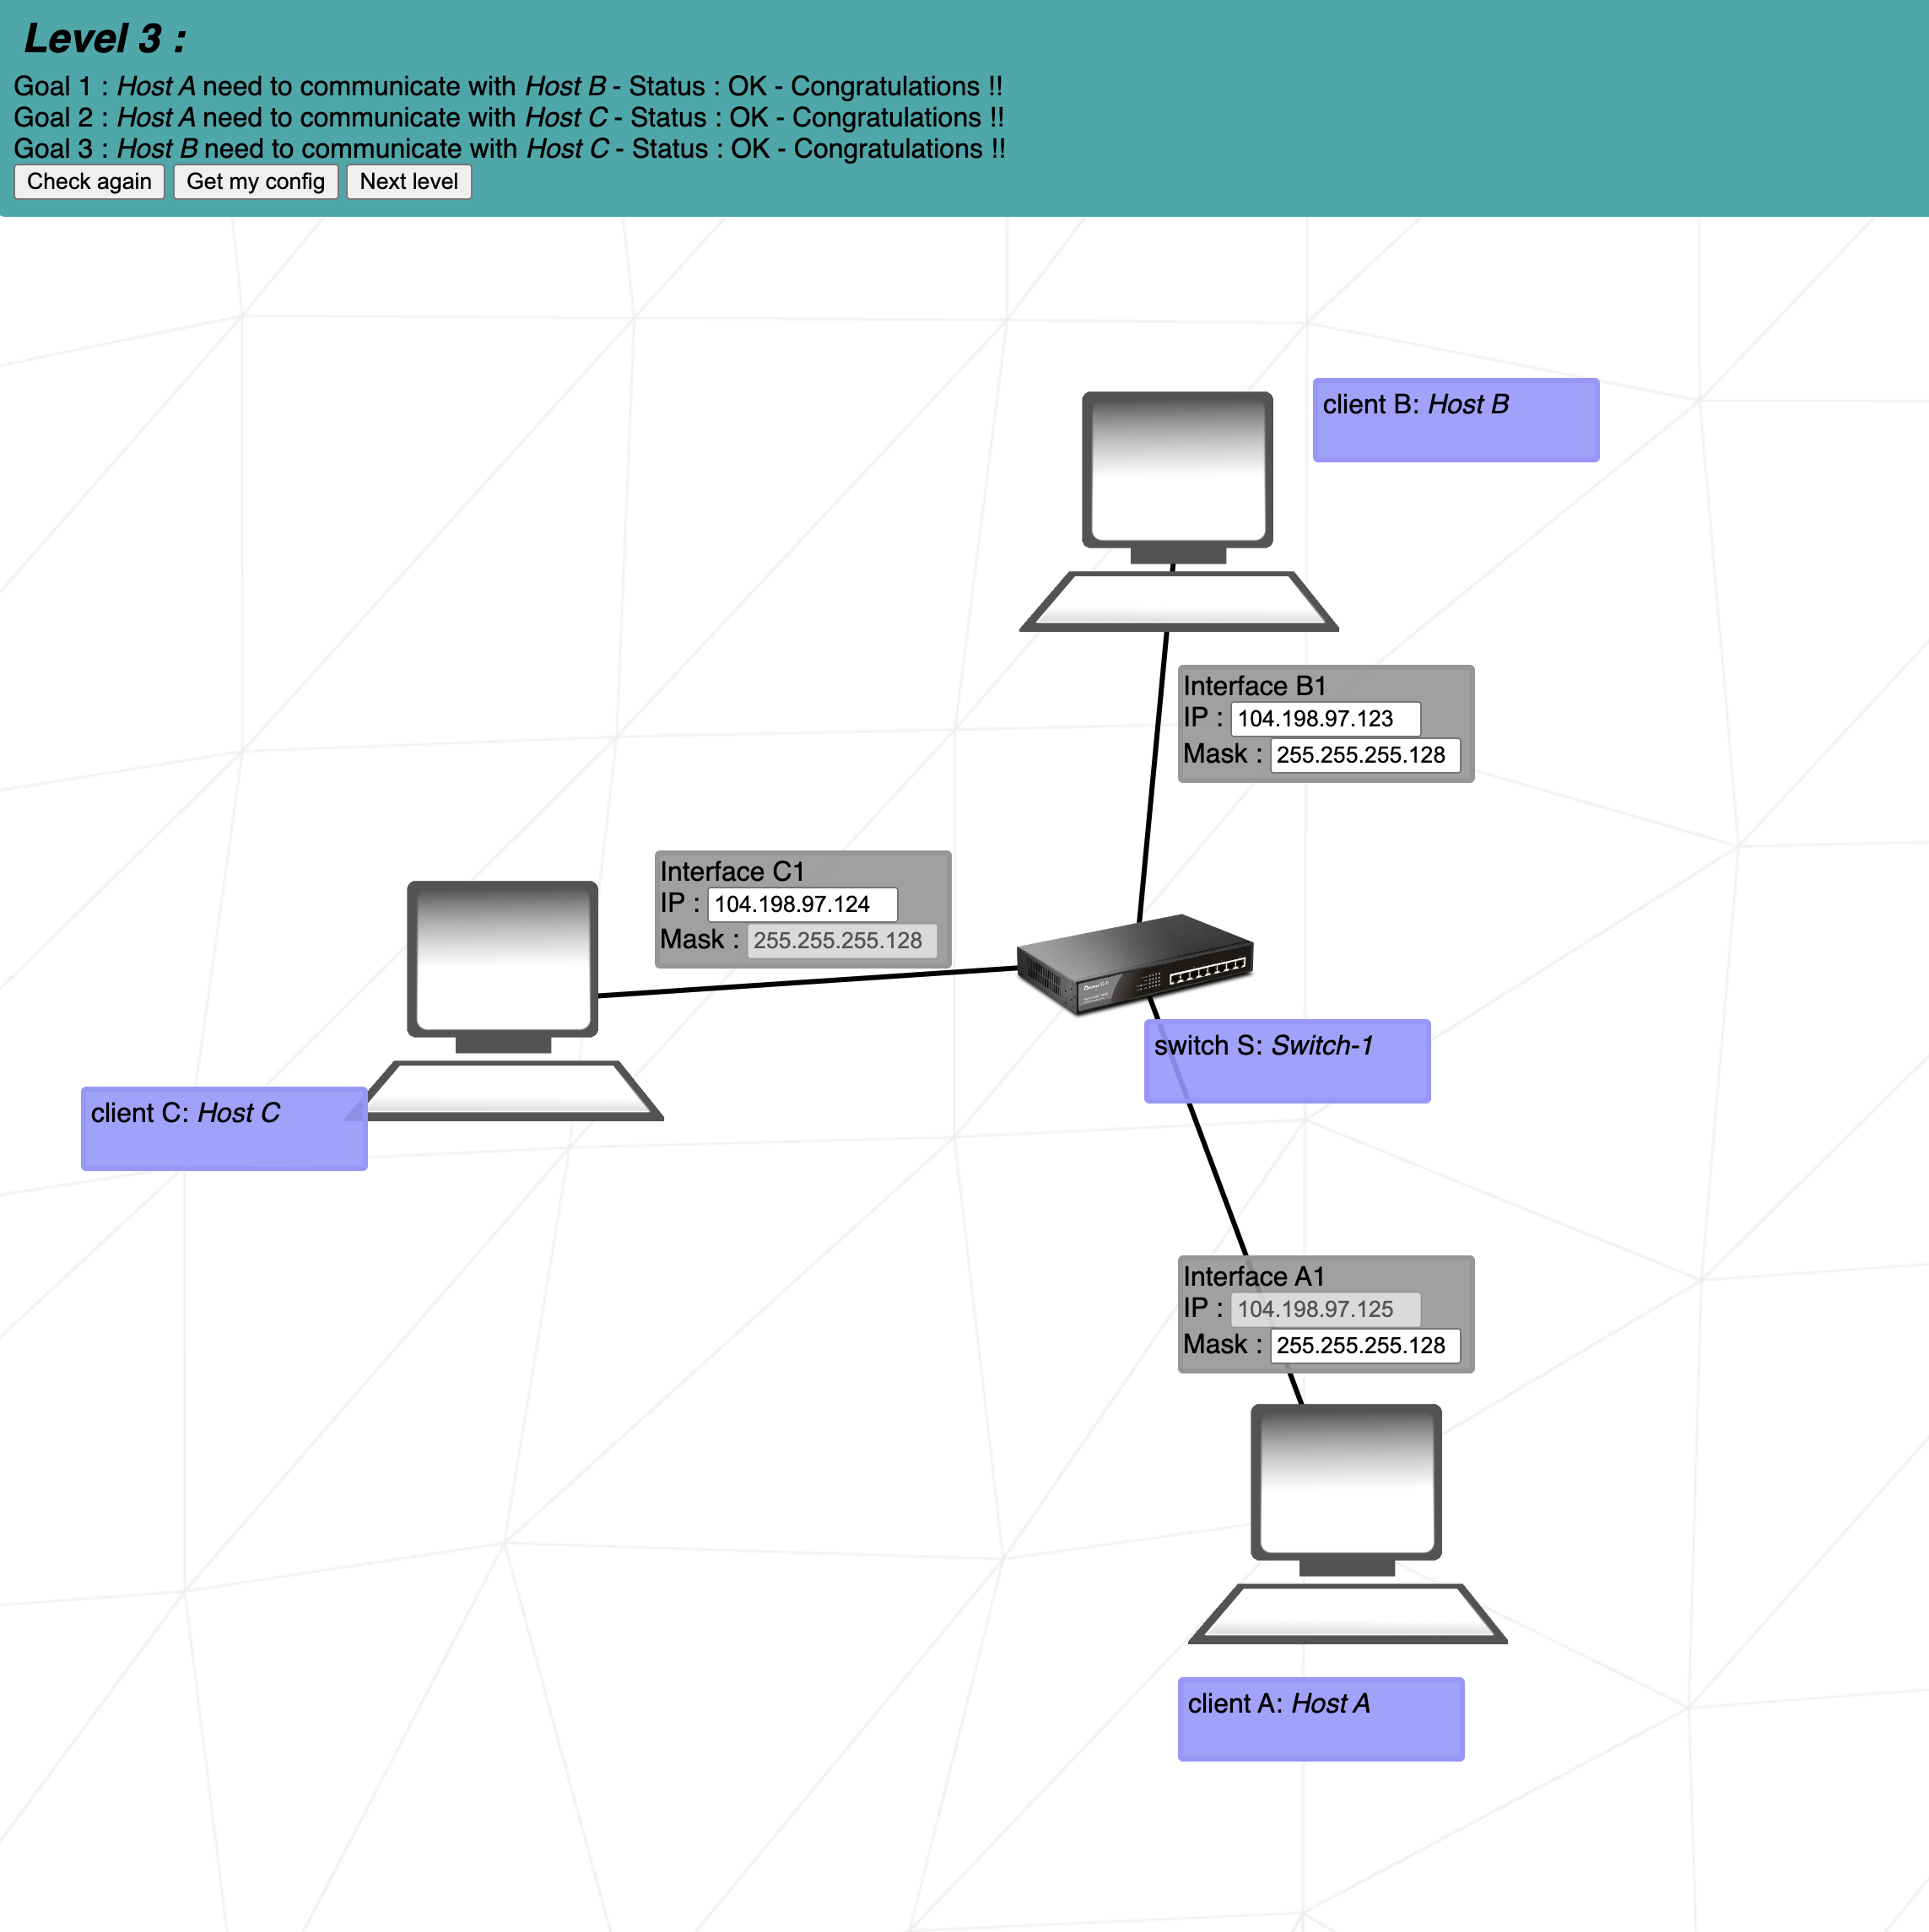 Level 3 :
Goal 1 : Host A need to communicate with Host B - Status : OK - Congratulations !!
Goal 2 : Host A need to communicate with Host C - Status : OK - Congratulations !!
Goal 3 : Host B need to communicate with Host C - Status : OK - Congratulations !!
Check again Get my config Next level
client B: Host B
Interface B1
IP : 104.198.97.123
Mask : 255.255.255.128
Interface C1
IP : 104.198.97.124
Mask : 255.255.255.128
switch S: Switch-1
client C: Host C
Interface A1
IP : 104.198.97.125
Mask : 255.255.255.128
client A: Host A